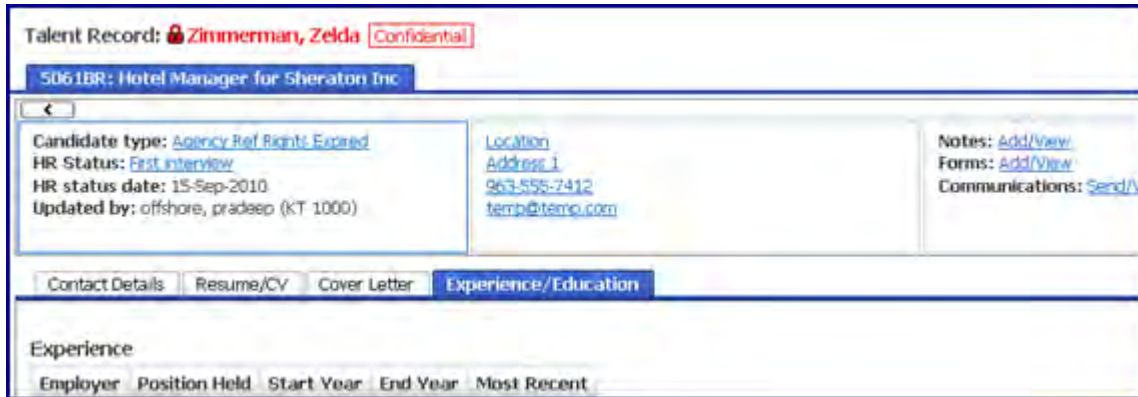 Talent Record: Zimmerman, Zelda Confidential
5061BR: Hotel Manager for Sheraton Inc
Candidate type: Agency Ref Rights Expired
HR Status: First interview
HR status date: 15-Sep-2010
Updated by: offshore, pradeep (KT 1000)
Location
Address 1
963-555-7412
temp@temp.com
Notes: Add/View
Forms: Add/View
Communications: Send/V
Contact Details Resume/CV Cover Letter Experience/Education
Experience
Employer Position Held Start Year End Year Most Recent